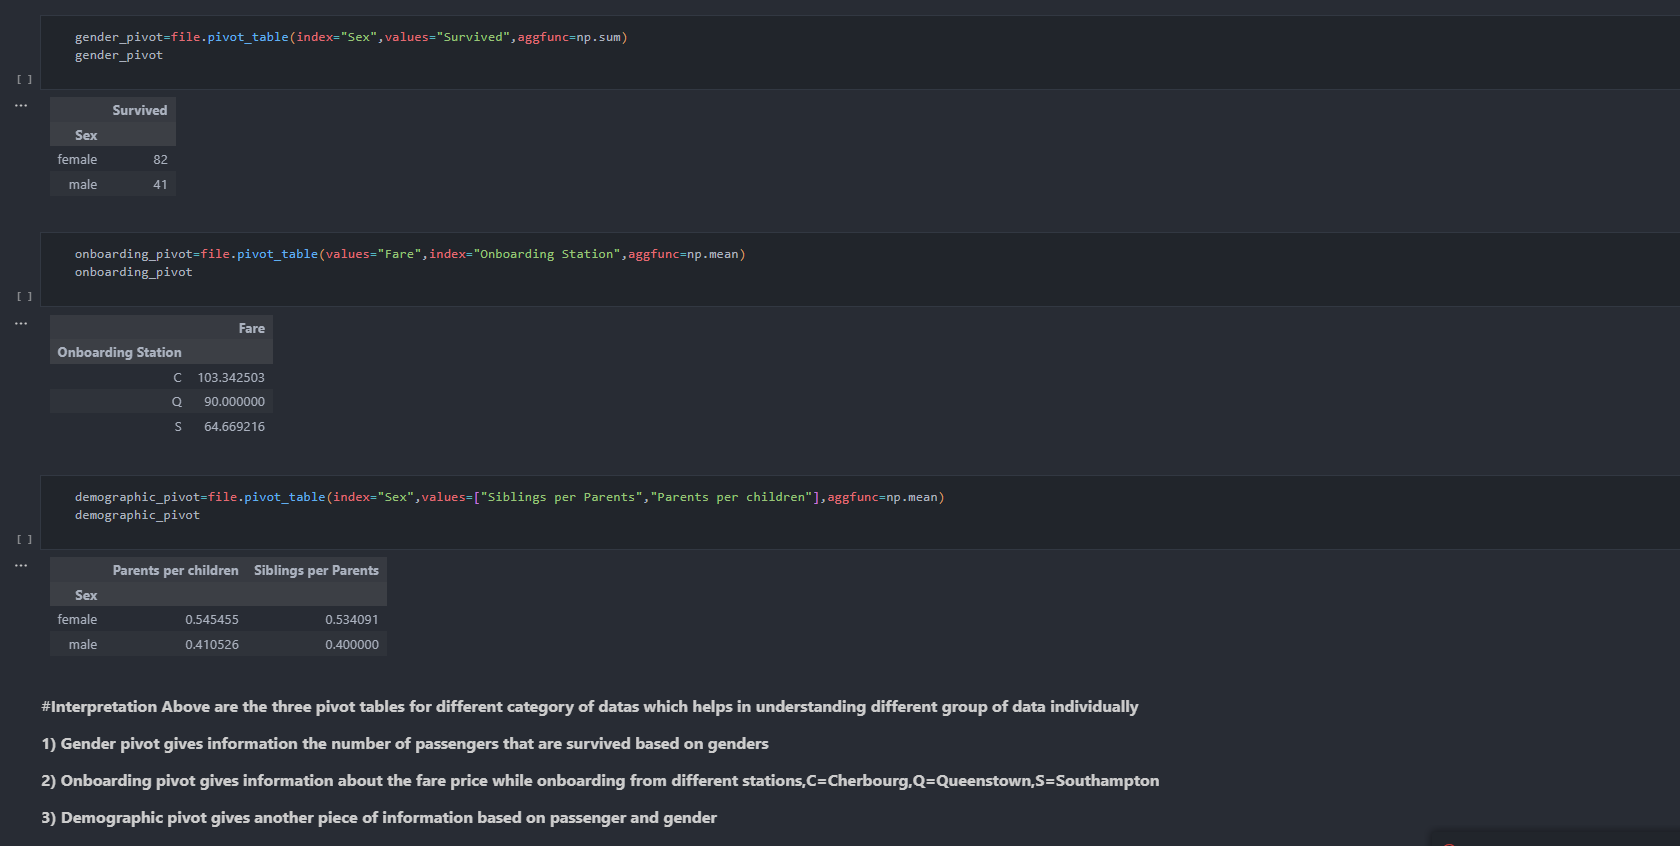 gender_pivot=file.pivot_table(index="Sex",values="Survived",aggfunc=np.sum)
gender_pivot
[ ]
...
Survived
Sex
female 82
male 41
onboarding_pivot=file.pivot_table(values="Fare",index="Onboarding Station",aggfunc=np.mean)
onboarding_pivot
[ ]
...
Fare
Onboarding Station
C 103.342503
Q 90.000000
S 64.669216
demographic_pivot=file.pivot_table(index="Sex",values=["Siblings per Parents","Parents per children"],aggfunc=np.mean)
demographic_pivot
[ ]
...
Parents per children Siblings per Parents
Sex
female 0.545455 0.534091
male 0.410526 0.400000
#Interpretation Above are the three pivot tables for different category of datas which helps in understanding different group of data individually
1) Gender pivot gives information the number of passengers that are survived based on genders
2) Onboarding pivot gives information about the fare price while onboarding from different stations,C=Cherbourg,Q=Queenstown,S=Southampton
3) Demographic pivot gives another piece of information based on passenger and gender